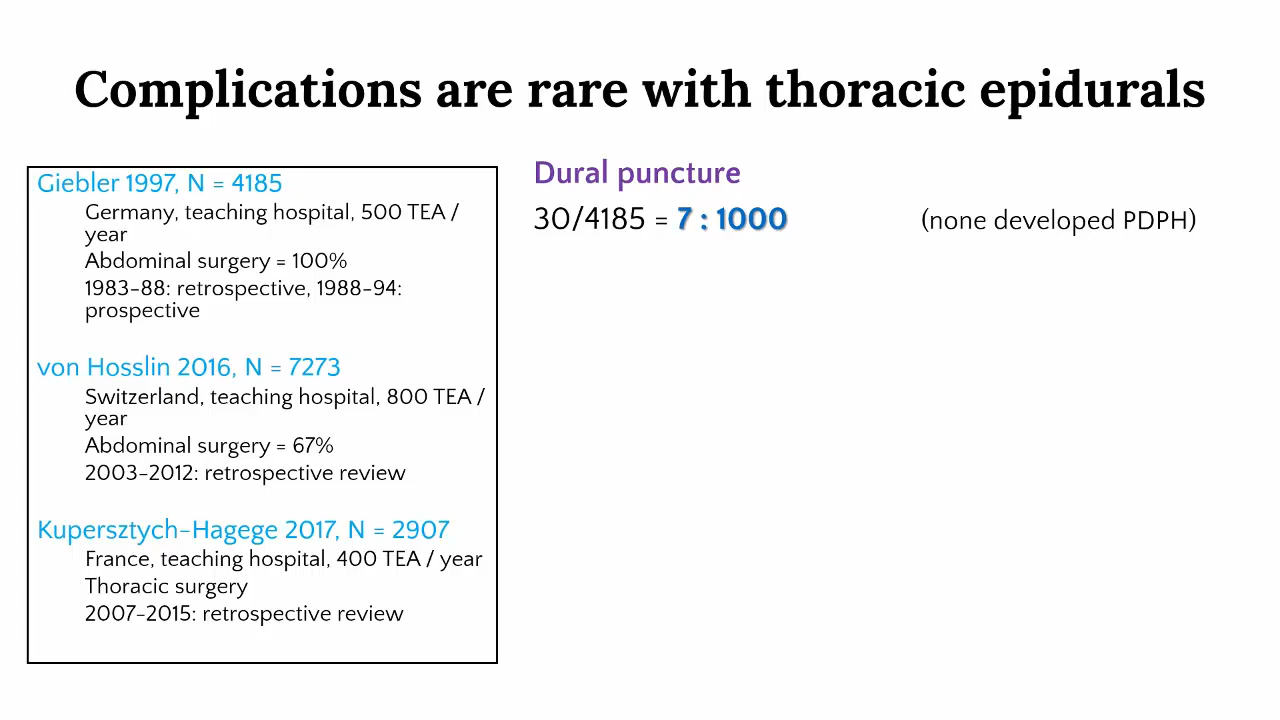 Complications are rare with thoracic epidurals
Giebler 1997, N = 4185
Germany, teaching hospital, 500 TEA /
year
Abdominal surgery = 100%
1983-88: retrospective, 1988-94:
prospective
von Hosslin 2016, N = 7273
Switzerland, teaching hospital, 800 TEA /
year
Abdominal surgery = 67%
2003-2012: retrospective review
Kupersztych-Hagege 2017, N = 2907
France, teaching hospital, 400 TEA / year
Thoracic surgery
2007-2015: retrospective review
Dural puncture
30/4185 = 7 : 1000 (none developed PDPH)